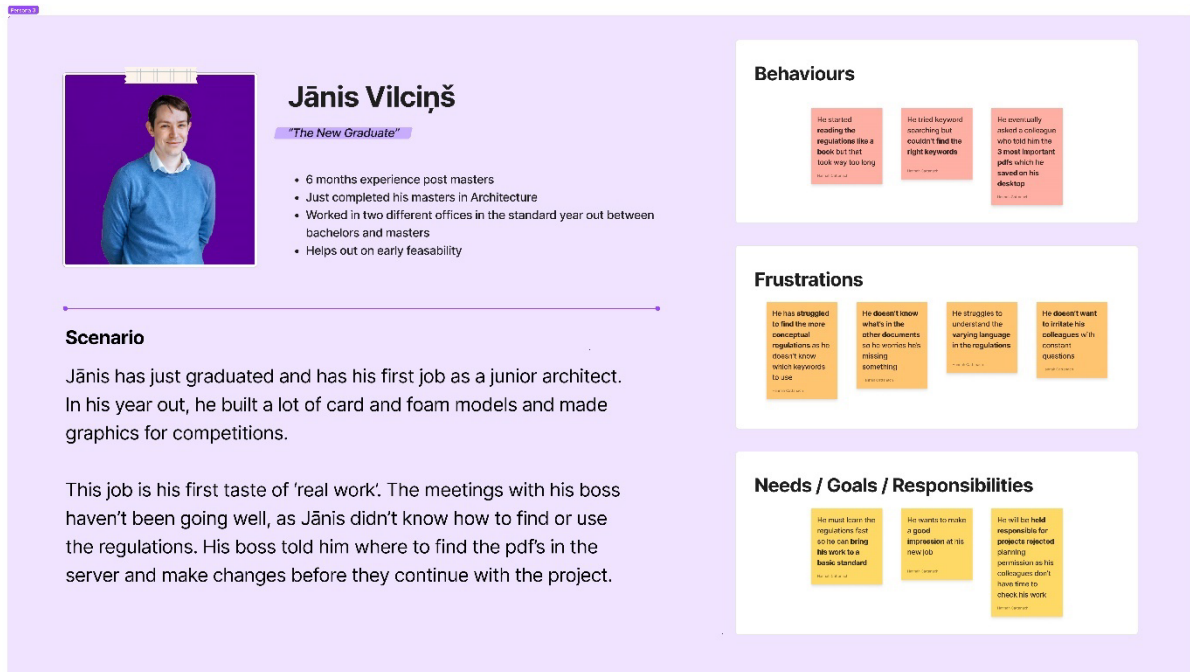 Persona 3
Jānis Vilciņš
"The New Graduate"
• 6 months experience post masters
• Just completed his masters in Architecture
• Worked in two different offices in the standard year out between
bachelors and masters
• Helps out on early feasability
Scenario
Jānis has just graduated and has his first job as a junior architect.
In his year out, he built a lot of card and foam models and made
graphics for competitions.
This job is his first taste of ‘real work’. The meetings with his boss
haven’t been going well, as Jānis didn’t know how to find or use
the regulations. His boss told him where to find the pdf’s in the
server and make changes before they continue with the project.
Behaviours
He started
reading the
regulations like a
book but that
took way too long
He tried keyword
searching but
couldn’t find the
right keywords
He eventually
asked a colleague
who told him the
3 most important
pdfs which he
saved on his
desktop
Frustrations
He has struggled
to find the more
conceptual
regulations as he
doesn’t know
which keywords
to use
He doesn’t know
what’s in the
other documents
so he worries he’s
missing
something
He struggles to
understand the
varying language
in the regulations
He doesn’t want
to irritate his
colleagues with
constant
questions
Needs / Goals / Responsibilities
He must learn the
regulations fast
so he can bring
his work to a
basic standard
He wants to make
a good
impression at his
new job
He will be held
responsible for
projects rejected
planning
permission as his
colleagues don’t
have time to
check his work